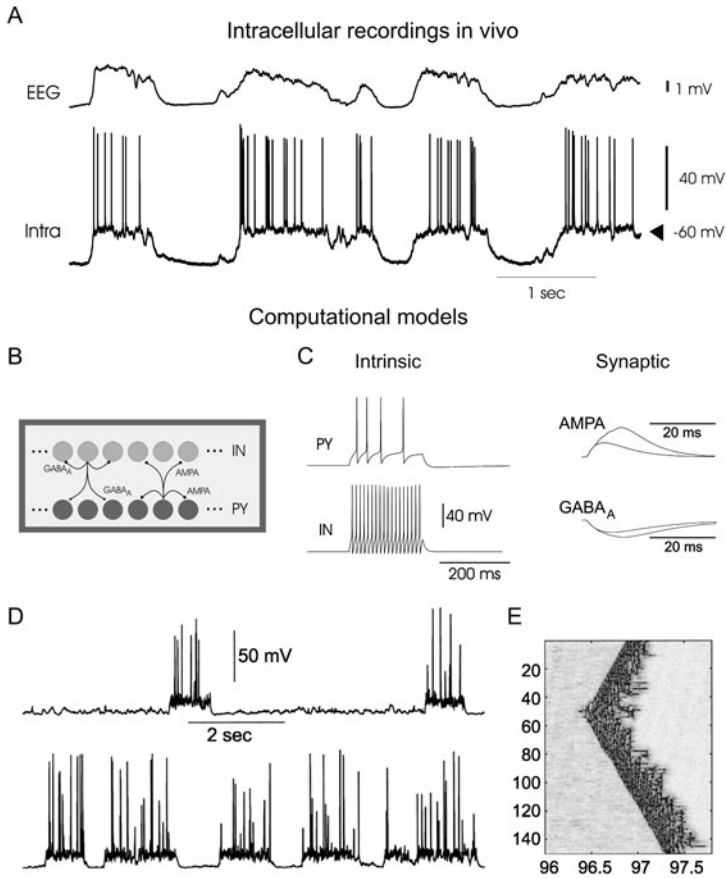 A
Intracellular recordings in vivo
EEG
1 mV
40 mV
Intra
-60 mV
1 sec
Computational models
B
C
Intrinsic
Synaptic
PY
AMPA
20 ms
••• ••• IN
GABAA
AMPA
GABAA
AMPA
••• ••• PY
IN
40 mV
200 ms
GABAA
20 ms
D
50 mV
2 sec
E
20
40
60
80
100
120
140
96 96.5 97 97.5